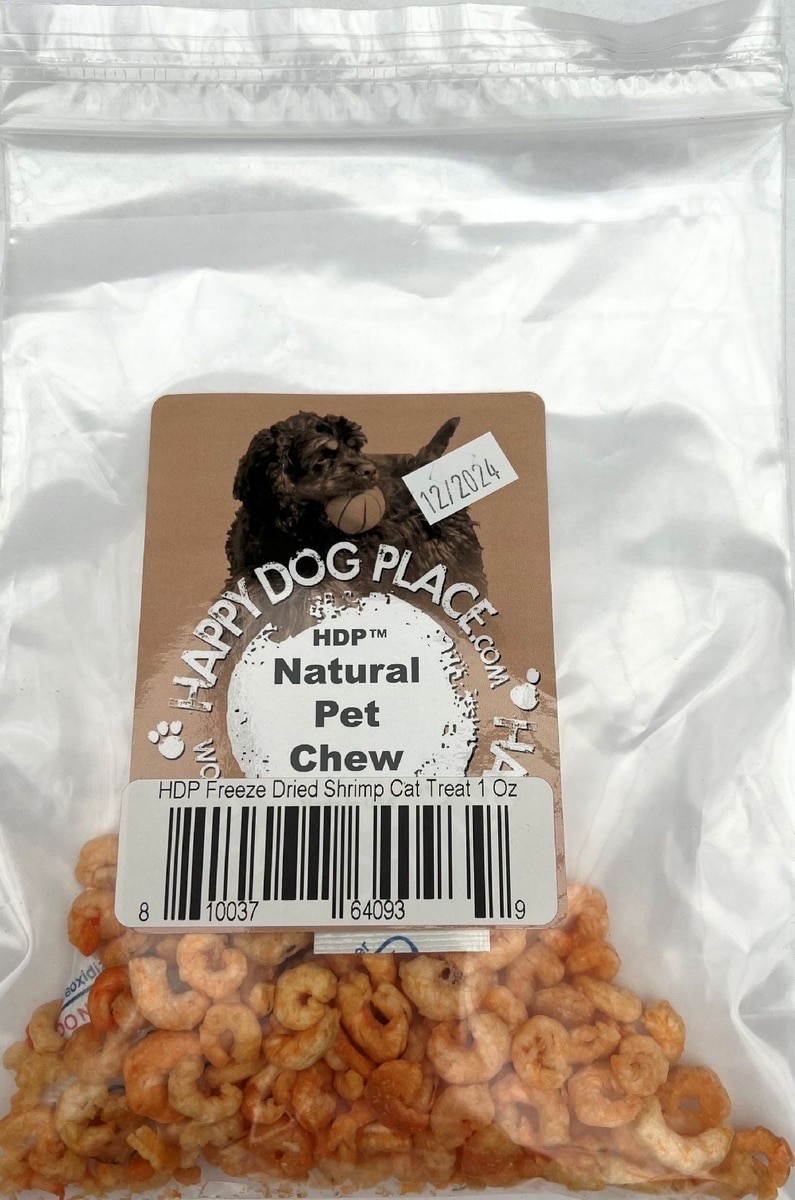 12/2024
HAPPY DOG PLACE.COM
HDP™
Natural
Pet
Chew
HDP Freeze Dried Shrimp Cat Treat 1 Oz
8 10037 64093 9